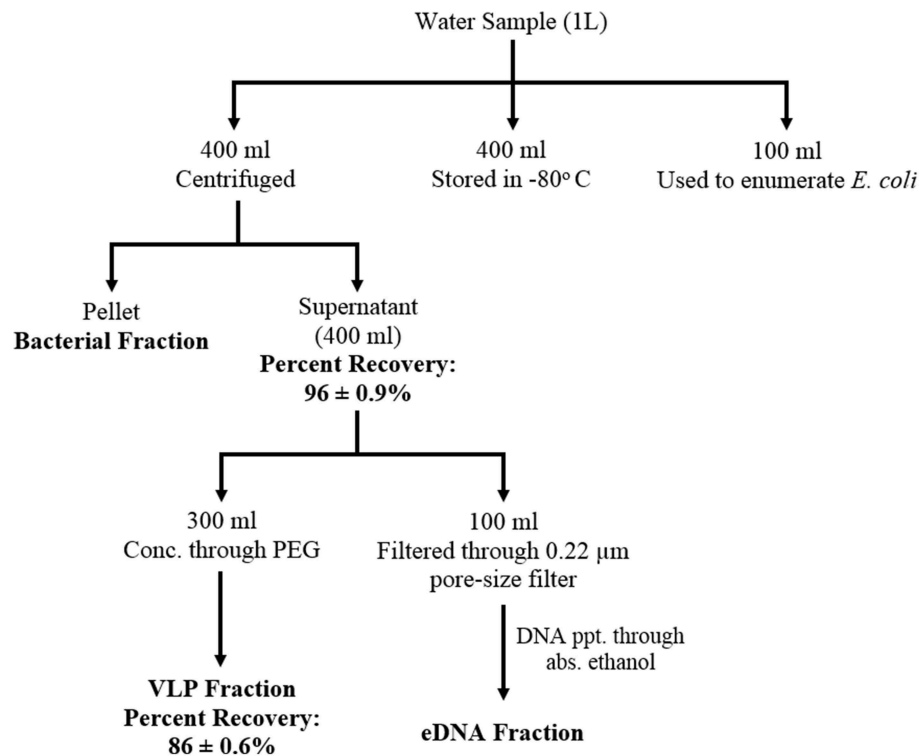 Water Sample (1L)
400 ml
Centrifuged
400 ml
Stored in -80º C
100 ml
Used to enumerate E. coli
Pellet
Bacterial Fraction
Supernatant
(400 ml)
Percent Recovery:
96 ± 0.9%
300 ml
Conc. through PEG
100 ml
Filtered through 0.22 µm
pore-size filter
DNA ppt. through
abs. ethanol
VLP Fraction
Percent Recovery:
86 ± 0.6%
eDNA Fraction